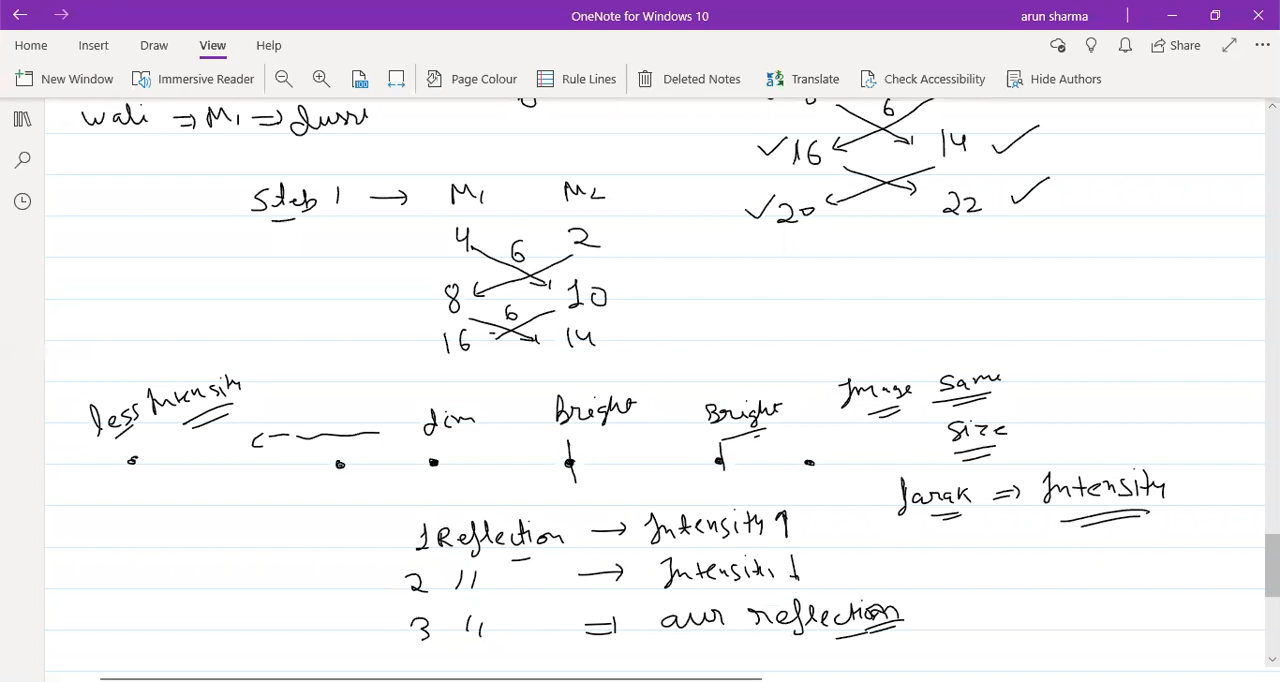 OneNote for Windows 10
arun sharma
Home Insert Draw View Help
Share
New Window Immersive Reader Page Colour Rule Lines Deleted Notes Translate Check Accessibility Hide Authors
wali ⇒ M₁ ⇒
6
✓16 14 ✓
✓20 22 ✓
Steb 1 → M₁ M₂
4 6 2
8 10
6
16 14
less Intensity dim Bright Bright Image same
size
farak ⇒ Intensity
1 Reflection → Intensity ↑
2 〃 → Intensity ↓
3 〃 ⇒ aur reflection